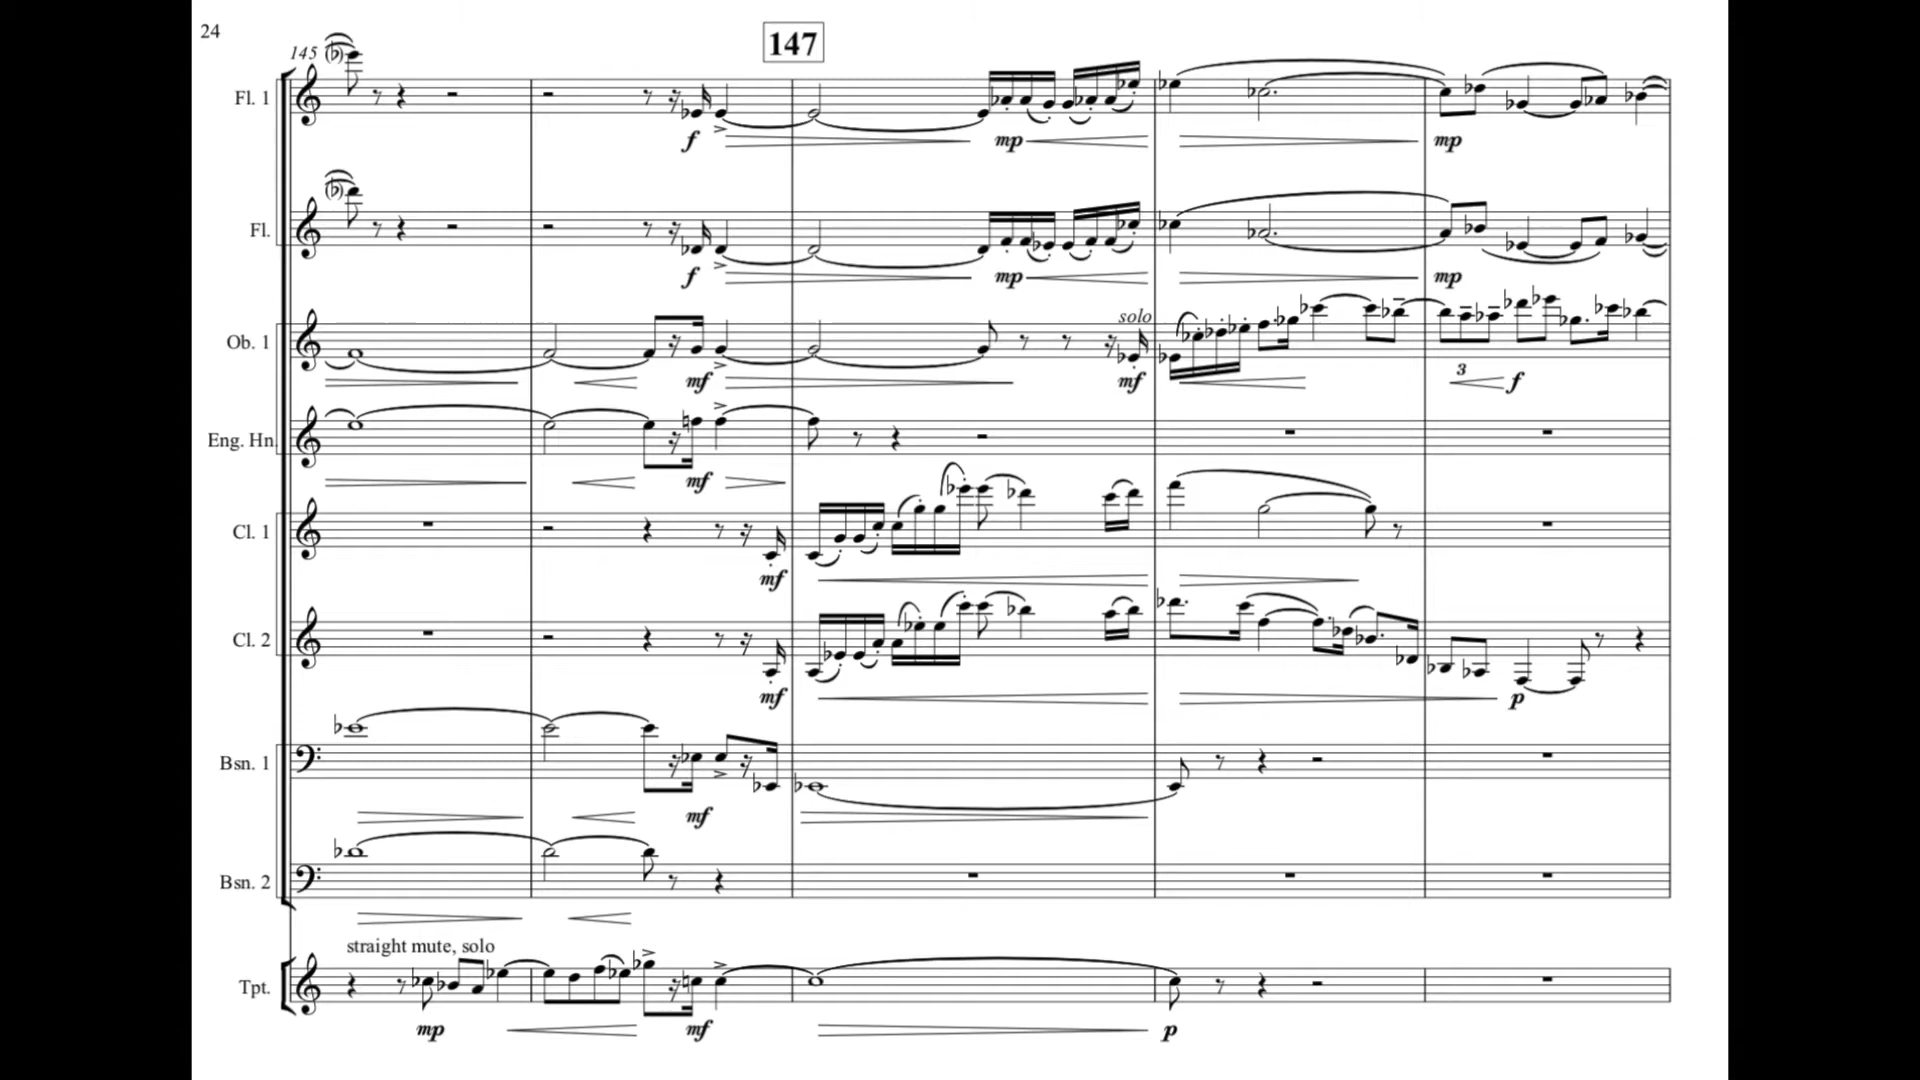 24
145
147
Fl. 1
f
mp
mp
Fl.
f
mp
mp
solo
Ob. 1
mf
mf
3
f
Eng. Hn.
mf
Cl. 1
mf
Cl. 2
mf
p
Bsn. 1
mf
Bsn. 2
straight mute, solo
Tpt.
mp
mf
p